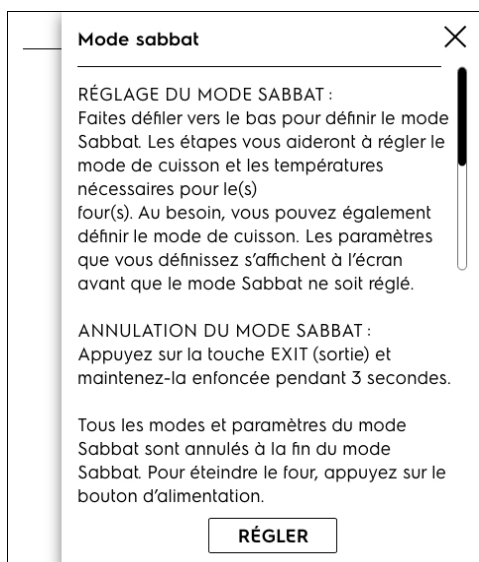 Mode sabbat
RÉGLAGE DU MODE SABBAT :
Faites défiler vers le bas pour définir le mode
Sabbat. Les étapes vous aideront à régler le
mode de cuisson et les températures
nécessaires pour le(s)
four(s). Au besoin, vous pouvez également
définir le mode de cuisson. Les paramètres
que vous définissez s’affichent à l’écran
avant que le mode Sabbat ne soit réglé.
ANNULATION DU MODE SABBAT :
Appuyez sur la touche EXIT (sortie) et
maintenez-la enfoncée pendant 3 secondes.
Tous les modes et paramètres du mode
Sabbat sont annulés à la fin du mode
Sabbat. Pour éteindre le four, appuyez sur le
bouton d’alimentation.
RÉGLER